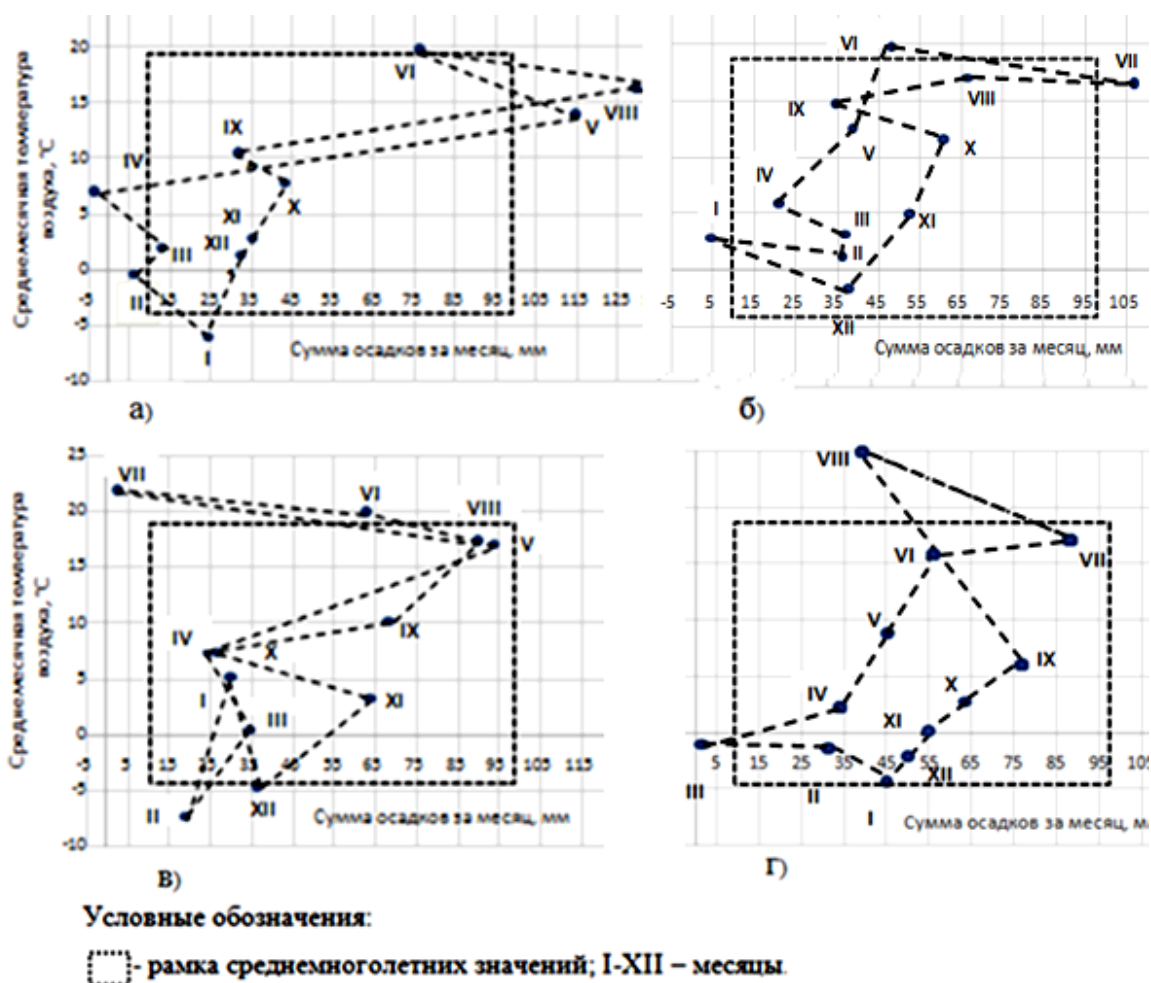 Среднемесячная температура
воздуха, °С
20
15
10
5
0
-5
-10
-5 15 25 35 45 55 65 75 85 95 105 115 125
I
II
III
IV
V
VI
VIII
IX
X
XI
XII
Сумма осадков за месяц, мм
а)
-5 5 15 25 35 45 55 65 75 85 95 105
I
II
III
IV
V
VI
VII
VIII
IX
X
XI
XII
Сумма осадков за месяц, мм
б)
Среднемесячная температура
воздуха, °С
25
20
15
10
5
0
-5
-10
-5 5 15 25 35 45 55 65 75 85 95 105 115
I
II
III
IV
V
VI
VII
VIII
IX
X
XI
XII
Сумма осадков за месяц, мм
в)
5 15 25 35 45 55 65 75 85 95 105
I
II
III
IV
V
VI
VII
VIII
IX
X
XI
XII
Сумма осадков за месяц, мм
г)
Условные обозначения:
- рамка среднемноголетних значений; I-XII – месяцы.